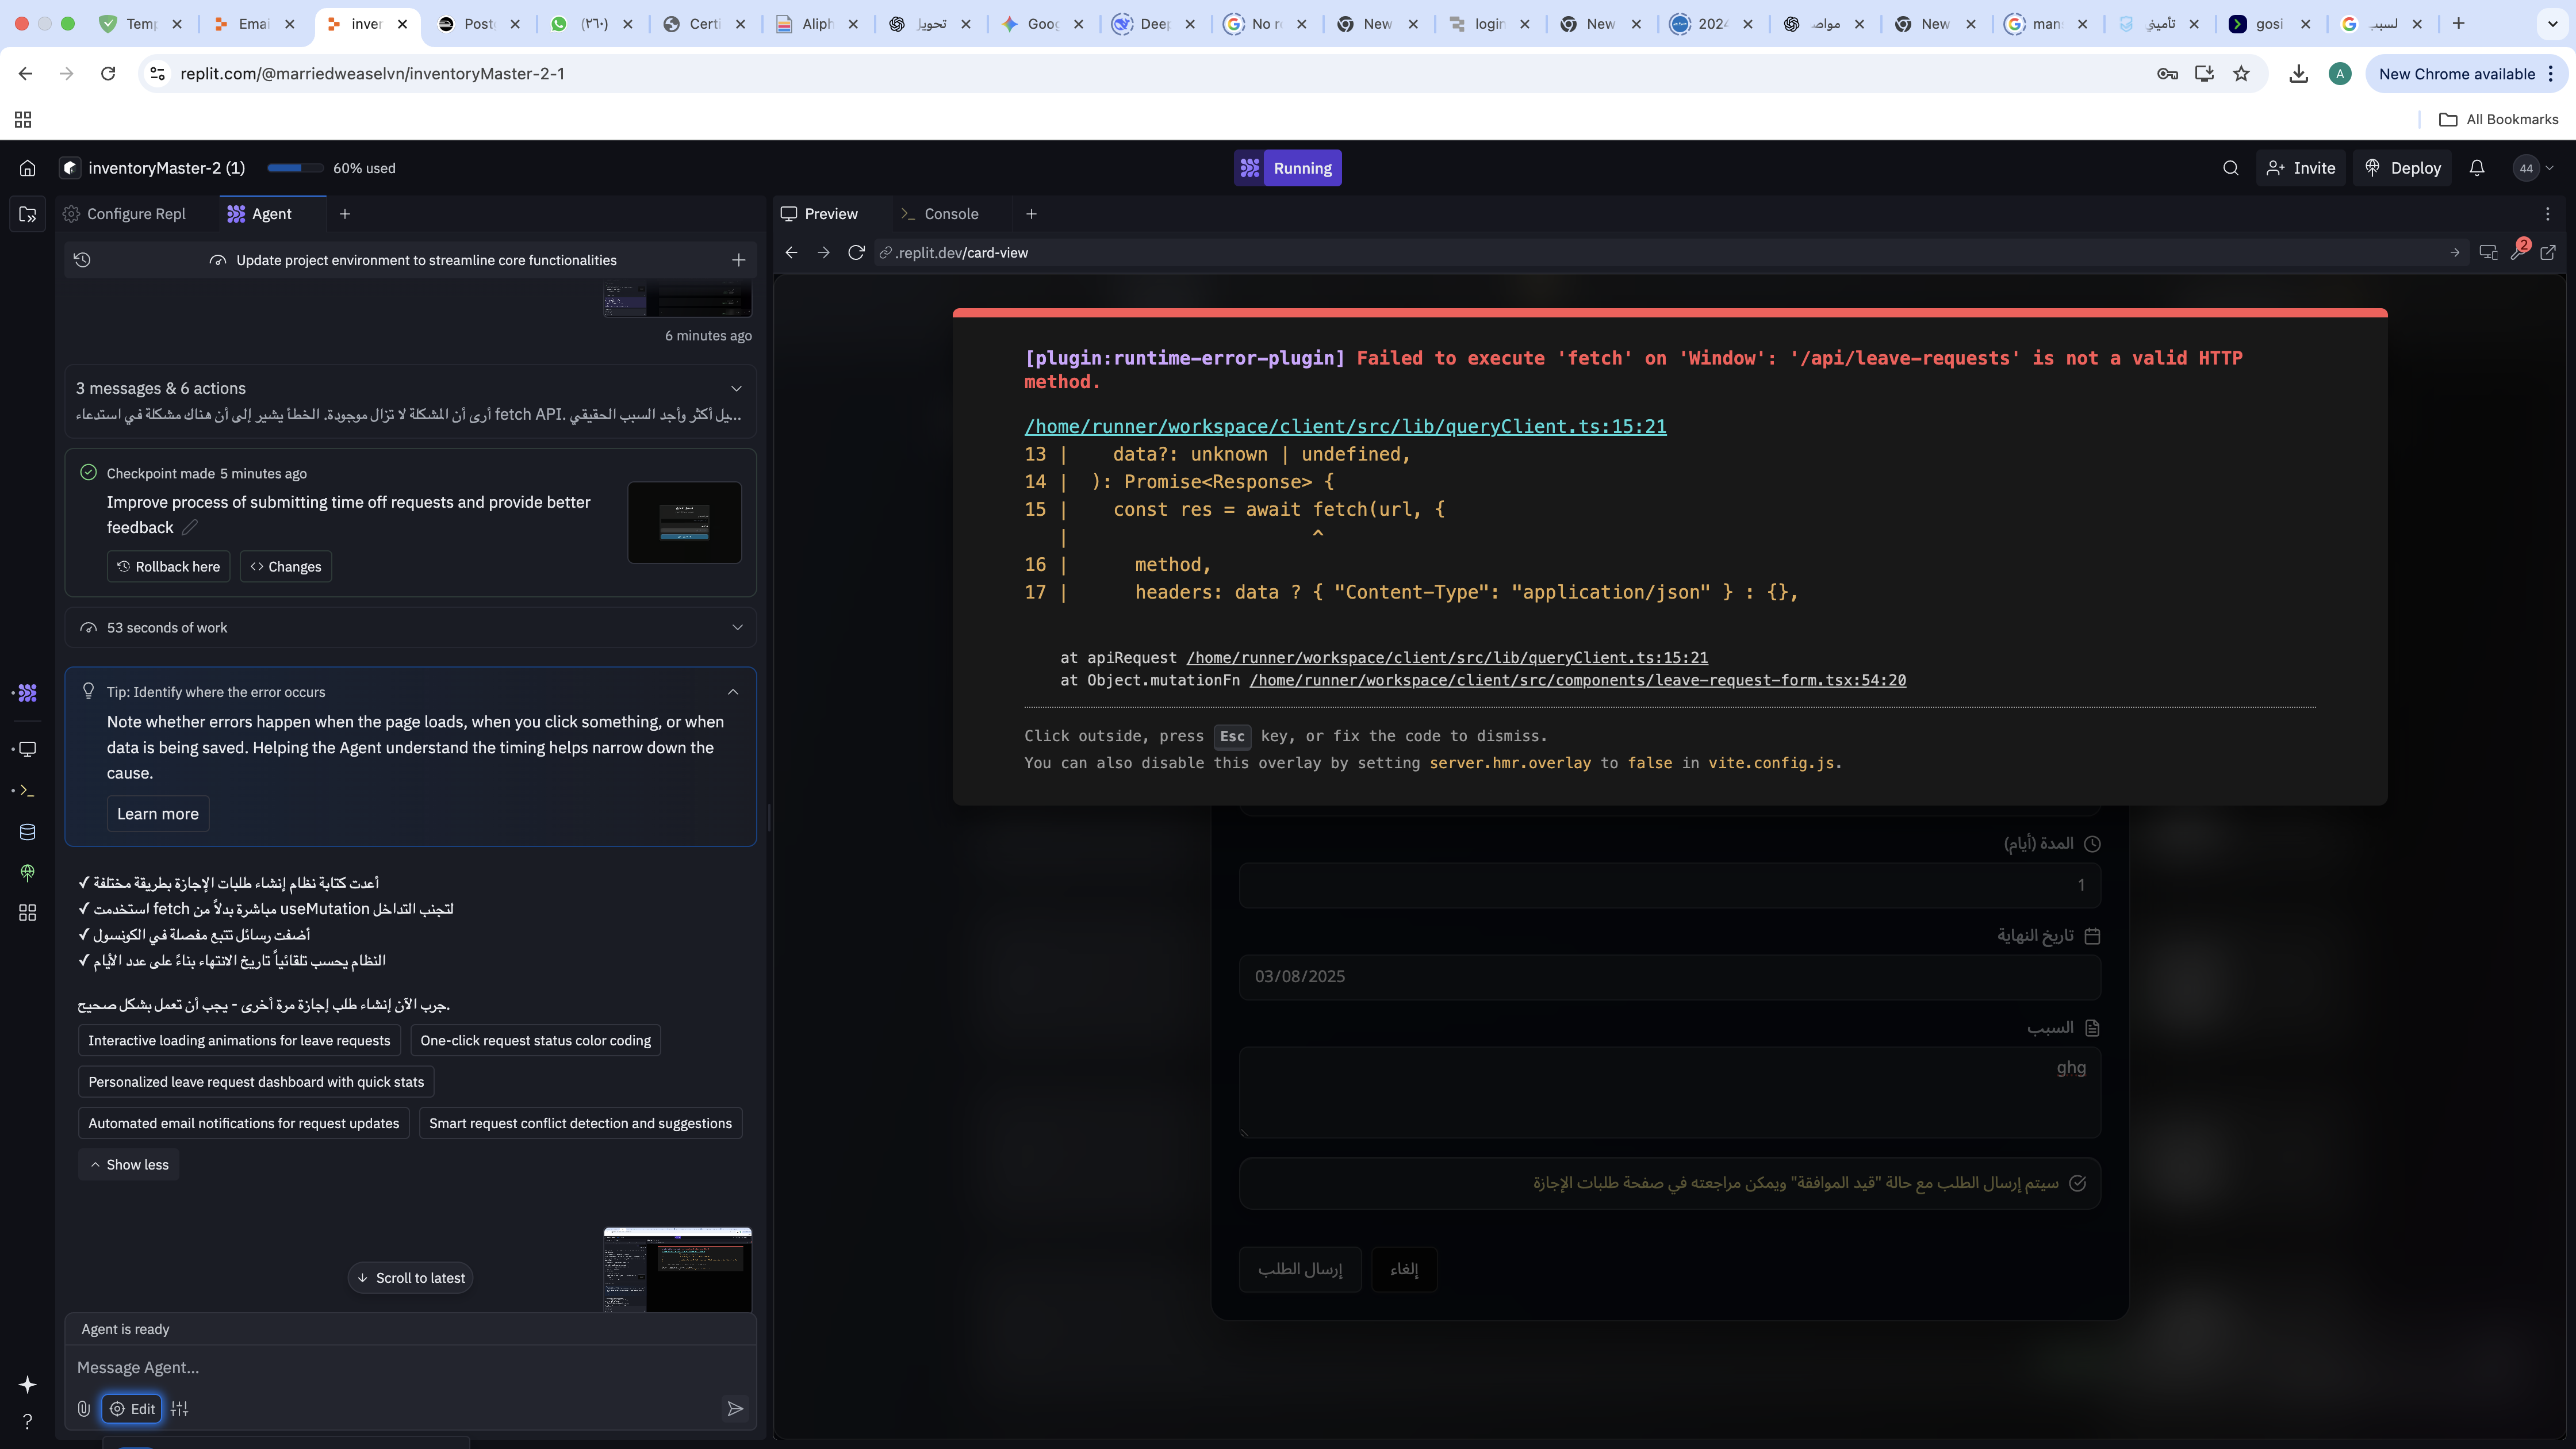 Temp
Emai
inver
Post
(٢٦٠)
Certi
Aliph
تحويل
Goog
Deep
No re
New
login
New
2024
مواصـ
New
man
تأميني
gosi
لسبب
replit.com/@marriedweaselvn/inventoryMaster-2-1
New Chrome available
All Bookmarks
inventoryMaster-2 (1)
60% used
Running
Invite
Deploy
44
Configure Repl
Agent
Preview
Console
Update project environment to streamline core functionalities
.replit.dev/card-view
2
6 minutes ago
3 messages & 6 actions
أرى أن المشكلة لا تزال موجودة. الخطأ يشير إلى أن هناك مشكلة في استدعاء fetch API. ...يل أكثر وأجد السبب الحقيقي
Checkpoint made 5 minutes ago
Improve process of submitting time off requests and provide better
feedback
Rollback here
Changes
53 seconds of work
Tip: Identify where the error occurs
Note whether errors happen when the page loads, when you click something, or when
data is being saved. Helping the Agent understand the timing helps narrow down the
cause.
Learn more
✓ أعدت كتابة نظام إنشاء طلبات الإجازة بطريقة مختلفة
✓ استخدمت fetch مباشرة بدلاً من useMutation لتجنب التداخل
✓ أضفت رسائل تتبع مفصلة في الكونسول
✓ النظام يحسب تلقائياً تاريخ الانتهاء بناءً على عدد الأيام
جرب الآن إنشاء طلب إجازة مرة أخرى - يجب أن تعمل بشكل صحيح.
Interactive loading animations for leave requests
One-click request status color coding
Personalized leave request dashboard with quick stats
Automated email notifications for request updates
Smart request conflict detection and suggestions
Show less
Scroll to latest
Agent is ready
Message Agent...
Edit
[plugin:runtime-error-plugin] Failed to execute 'fetch' on 'Window': '/api/leave-requests' is not a valid HTTP
method.
/home/runner/workspace/client/src/lib/queryClient.ts:15:21
13 | data?: unknown | undefined,
14 | ): Promise<Response> {
15 | const res = await fetch(url, {
| ^
16 | method,
17 | headers: data ? { "Content-Type": "application/json" } : {},
at apiRequest /home/runner/workspace/client/src/lib/queryClient.ts:15:21
at Object.mutationFn /home/runner/workspace/client/src/components/leave-request-form.tsx:54:20
Click outside, press Esc key, or fix the code to dismiss.
You can also disable this overlay by setting server.hmr.overlay to false in vite.config.js.
المدة (أيام)
1
تاريخ النهاية
03/08/2025
السبب
ghg
سيتم إرسال الطلب مع حالة "قيد الموافقة" ويمكن مراجعته في صفحة طلبات الإجازة
إلغاء
إرسال الطلب